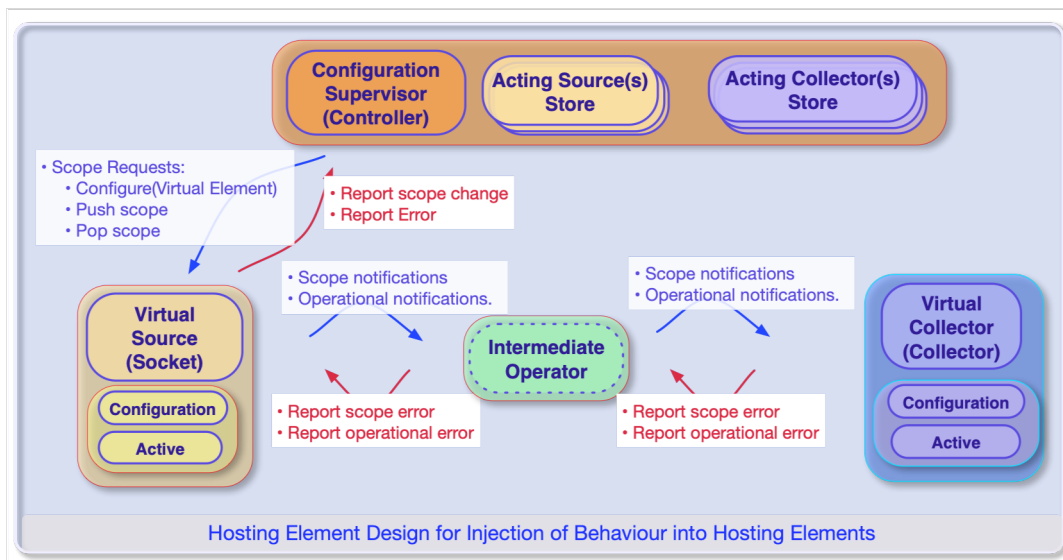 Configuration
Supervisor
(Controller)
Acting Source(s)
Store
Acting Collector(s)
Store
• Scope Requests:
• Configure(Virtual Element)
• Push scope
• Pop scope
• Report scope change
• Report Error
• Scope notifications
• Operational notifications.
• Scope notifications
• Operational notifications.
Virtual
Source
(Socket)
Configuration
Active
Intermediate
Operator
Virtual
Collector
(Collector)
Configuration
Active
• Report scope error
• Report operational error
• Report scope error
• Report operational error
Hosting Element Design for Injection of Behaviour into Hosting Elements